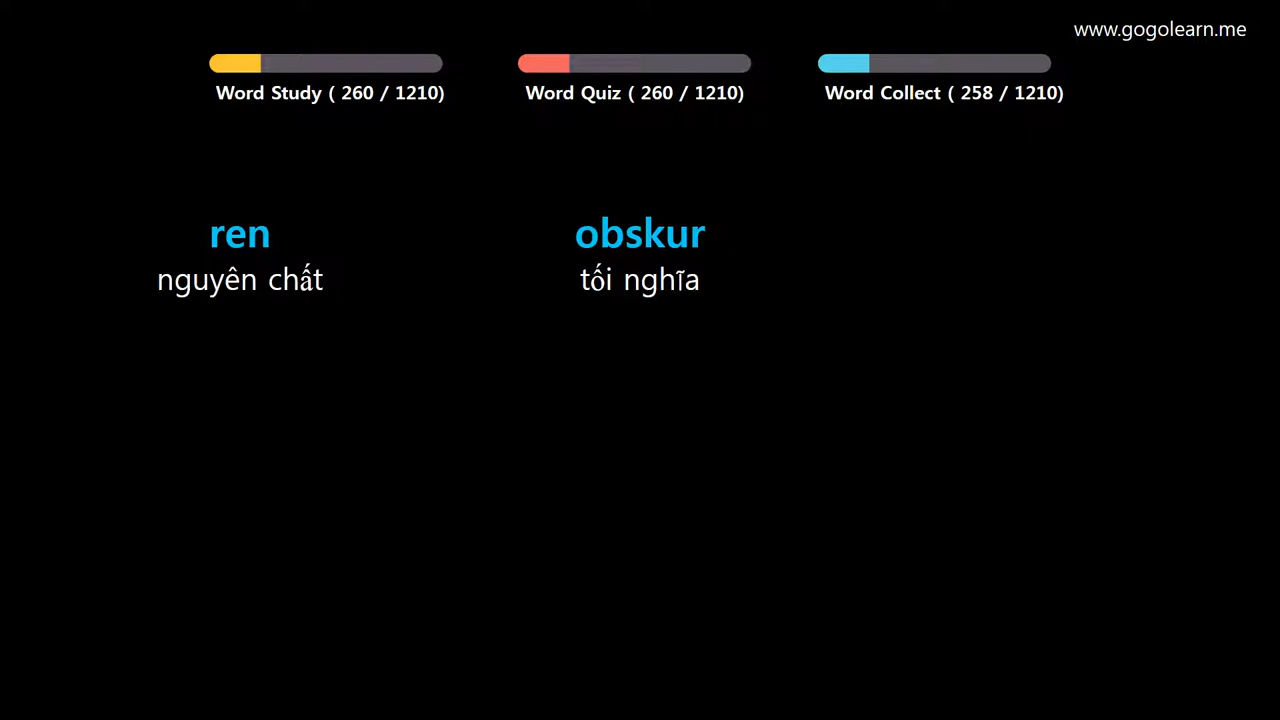 www.gogolearn.me
Word Study ( 260 / 1210)
Word Quiz ( 260 / 1210)
Word Collect ( 258 / 1210)
ren
nguyên chất
obskur
tối nghĩa